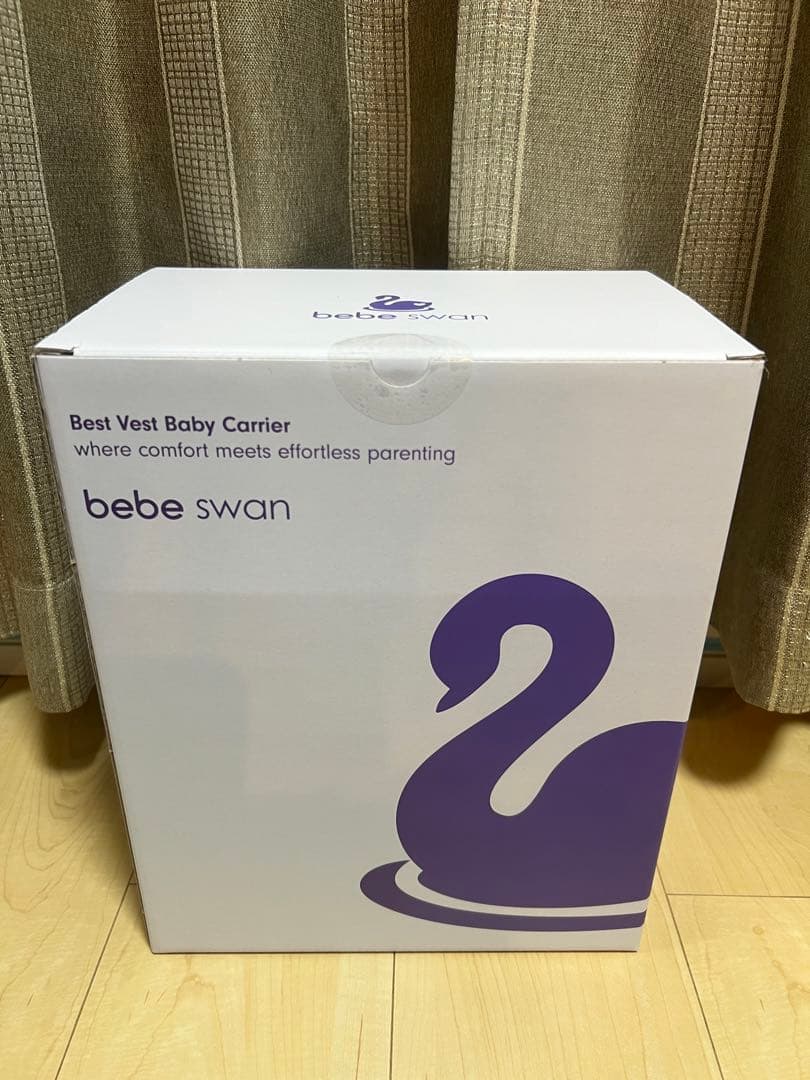 bebe swan
Best Vest Baby Carrier
where comfort meets effortless parenting
bebe swan